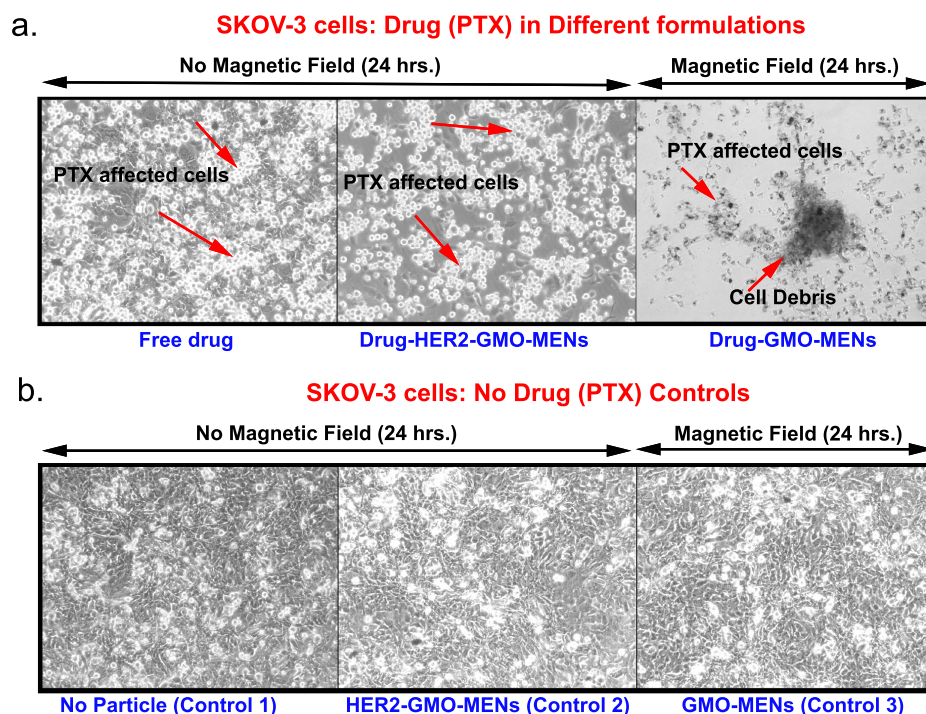 a.
SKOV-3 cells: Drug (PTX) in Different formulations
No Magnetic Field (24 hrs.)
Magnetic Field (24 hrs.)
PTX affected cells
PTX affected cells
PTX affected cells
Cell Debris
Free drug
Drug-HER2-GMO-MENs
Drug-GMO-MENs
b.
SKOV-3 cells: No Drug (PTX) Controls
No Magnetic Field (24 hrs.)
Magnetic Field (24 hrs.)
No Particle (Control 1)
HER2-GMO-MENs (Control 2)
GMO-MENs (Control 3)